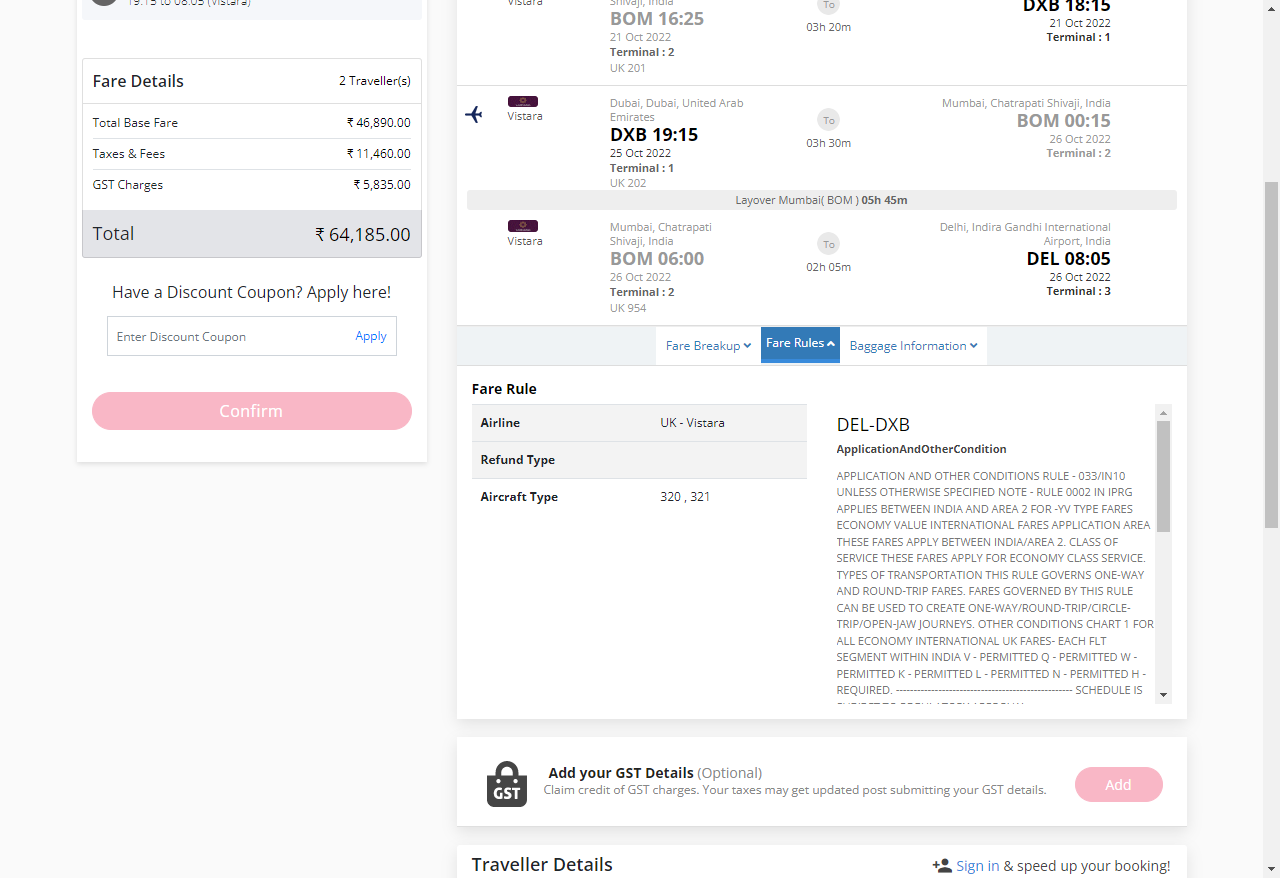 19:15 to 08:05 (Vistara)
Fare Details 2 Traveller(s)
Total Base Fare ₹ 46,890.00
Taxes & Fees ₹ 11,460.00
GST Charges ₹ 5,835.00
Total ₹ 64,185.00
Have a Discount Coupon? Apply here!
Enter Discount Coupon Apply
Confirm
Vistara
Shivaji, India
BOM 16:25
21 Oct 2022
Terminal : 2
UK 201
To
03h 20m
DXB 18:15
21 Oct 2022
Terminal : 1
Vistara
Dubai, Dubai, United Arab
Emirates
DXB 19:15
25 Oct 2022
Terminal : 1
UK 202
To
03h 30m
Mumbai, Chatrapati Shivaji, India
BOM 00:15
26 Oct 2022
Terminal : 2
Layover Mumbai( BOM ) 05h 45m
Vistara
Mumbai, Chatrapati
Shivaji, India
BOM 06:00
26 Oct 2022
Terminal : 2
UK 954
To
02h 05m
Delhi, Indira Gandhi International
Airport, India
DEL 08:05
26 Oct 2022
Terminal : 3
Fare Breakup Fare Rules Baggage Information
Fare Rule
Airline UK - Vistara
Refund Type
Aircraft Type 320 , 321
DEL-DXB
ApplicationAndOtherCondition
APPLICATION AND OTHER CONDITIONS RULE - 033/IN10
UNLESS OTHERWISE SPECIFIED NOTE - RULE 0002 IN IPRG
APPLIES BETWEEN INDIA AND AREA 2 FOR -YV TYPE FARES
ECONOMY VALUE INTERNATIONAL FARES APPLICATION AREA
THESE FARES APPLY BETWEEN INDIA/AREA 2. CLASS OF
SERVICE THESE FARES APPLY FOR ECONOMY CLASS SERVICE.
TYPES OF TRANSPORTATION THIS RULE GOVERNS ONE-WAY
AND ROUND-TRIP FARES. FARES GOVERNED BY THIS RULE
CAN BE USED TO CREATE ONE-WAY/ROUND-TRIP/CIRCLE-
TRIP/OPEN-JAW JOURNEYS. OTHER CONDITIONS CHART 1 FOR
ALL ECONOMY INTERNATIONAL UK FARES- EACH FLT
SEGMENT WITHIN INDIA V - PERMITTED Q - PERMITTED W -
PERMITTED K - PERMITTED L - PERMITTED N - PERMITTED H -
REQUIRED. -------------------------------------------------- SCHEDULE IS
GST
Add your GST Details (Optional)
Claim credit of GST charges. Your taxes may get updated post submitting your GST details.
Add
Traveller Details
Sign in & speed up your booking!